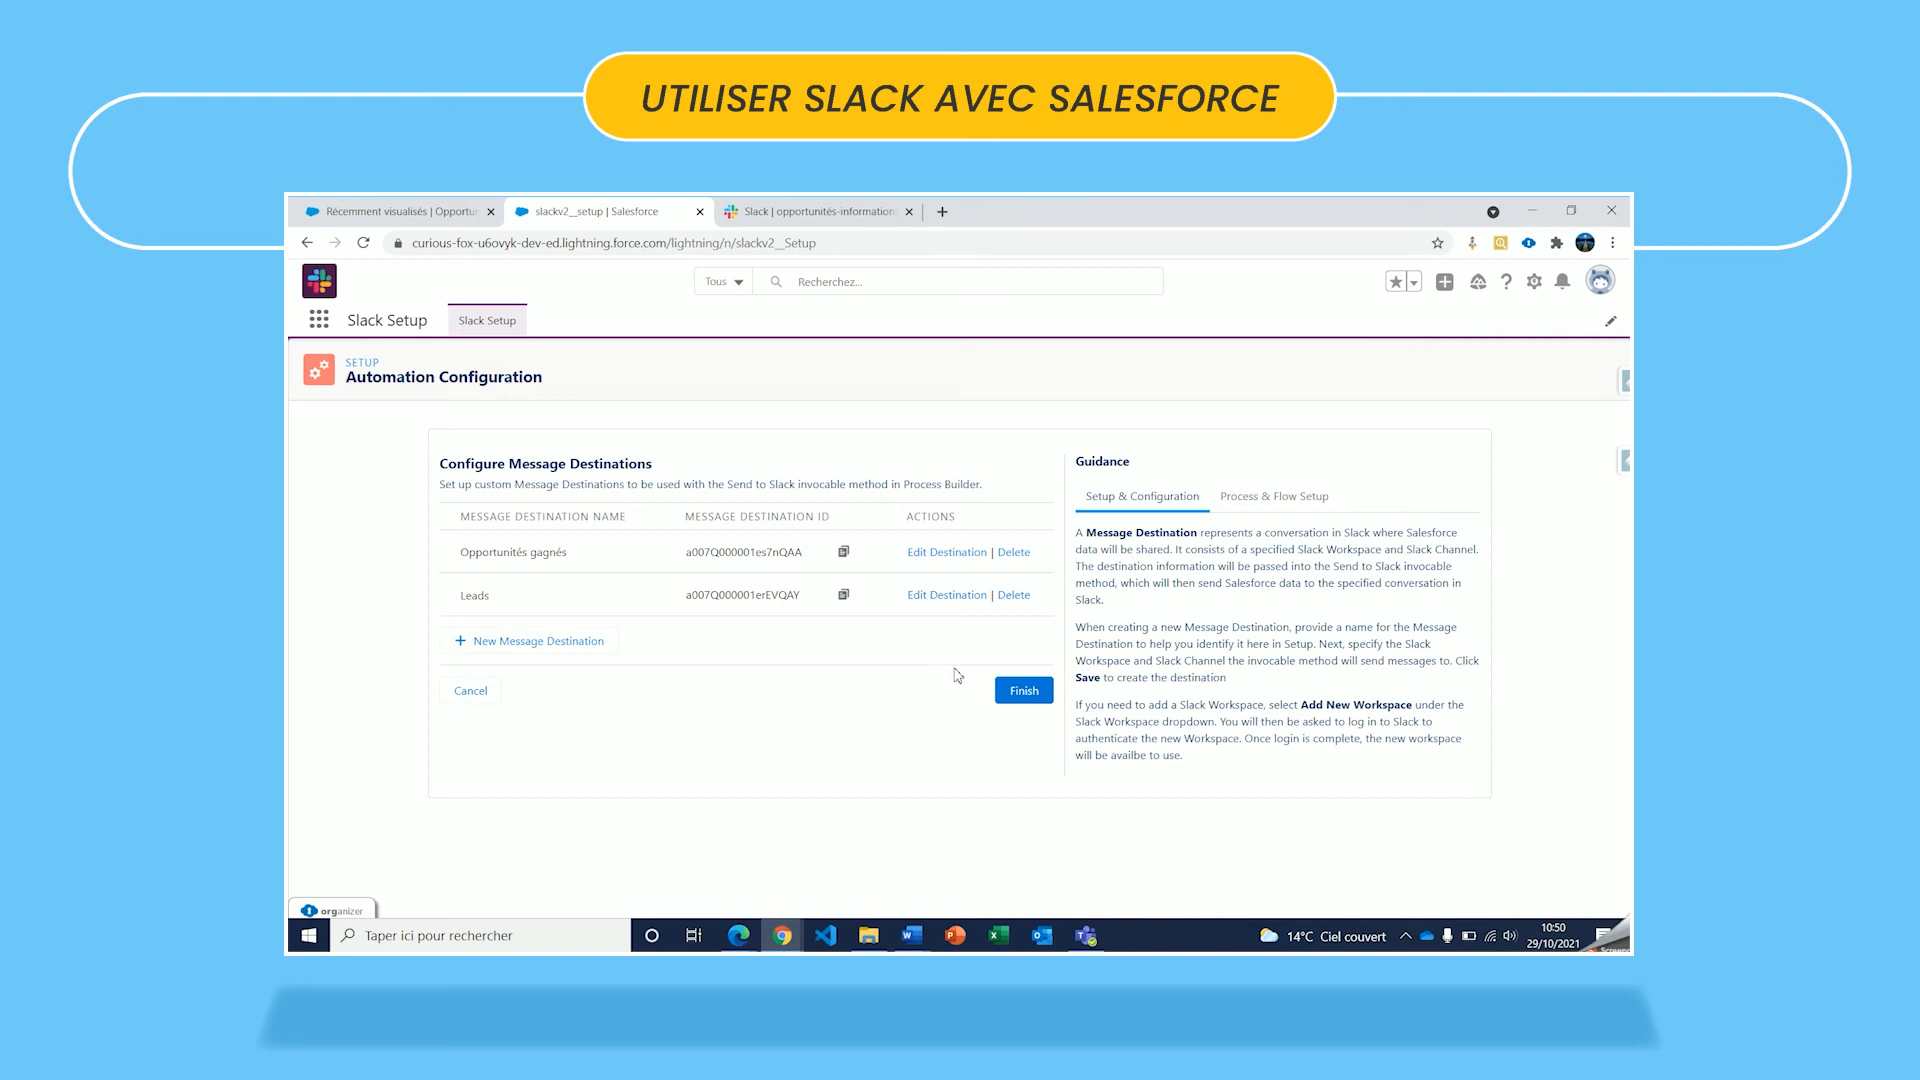 UTILISER SLACK AVEC SALESFORCE
Récemment visualisés | Opportu
slackv2__setup | Salesforce
Slack | opportunités-information
curious-fox-u6ovyk-dev-ed.lightning.force.com/lightning/n/slackv2__Setup
Tous
Recherchez...
Slack Setup
Slack Setup
SETUP
Automation Configuration
Configure Message Destinations
Set up custom Message Destinations to be used with the Send to Slack invocable method in Process Builder.
MESSAGE DESTINATION NAME MESSAGE DESTINATION ID ACTIONS
Opportunités gagnés a007Q000001es7nQAA Edit Destination | Delete
Leads a007Q000001erEVQAY Edit Destination | Delete
New Message Destination
Cancel
Finish
Guidance
Setup & Configuration Process & Flow Setup
A Message Destination represents a conversation in Slack where Salesforce
data will be shared. It consists of a specified Slack Workspace and Slack Channel.
The destination information will be passed into the Send to Slack invocable
method, which will then send Salesforce data to the specified conversation in
Slack.
When creating a new Message Destination, provide a name for the Message
Destination to help you identify it here in Setup. Next, specify the Slack
Workspace and Slack Channel the invocable method will send messages to. Click
Save to create the destination
If you need to add a Slack Workspace, select Add New Workspace under the
Slack Workspace dropdown. You will then be asked to log in to Slack to
authenticate the new Workspace. Once login is complete, the new workspace
will be availbe to use.
organizer
Taper ici pour rechercher
14°C Ciel couvert
10:50
29/10/2021